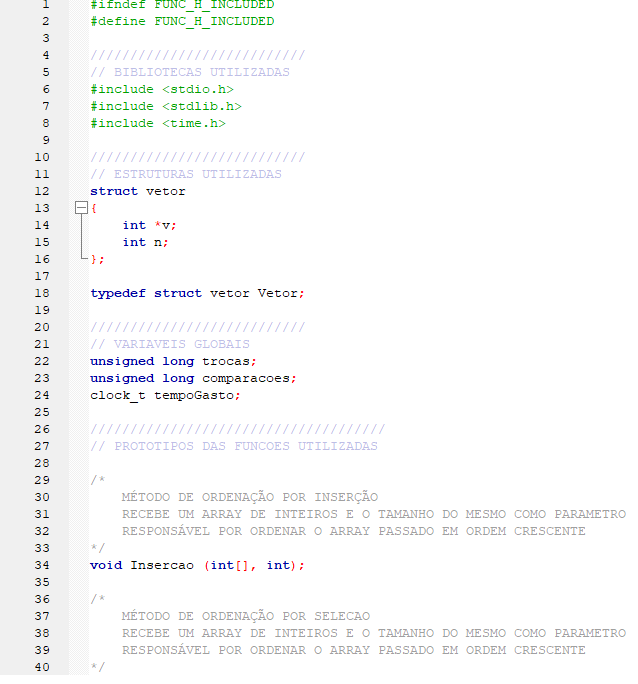 1 #ifndef FUNC_H_INCLUDED
2 #define FUNC_H_INCLUDED
3
4 ///////////////////////////
5 // BIBLIOTECAS UTILIZADAS
6 #include <stdio.h>
7 #include <stdlib.h>
8 #include <time.h>
9
10 ///////////////////////////
11 // ESTRUTURAS UTILIZADAS
12 struct vetor
13 {
14 int *v;
15 int n;
16 };
17
18 typedef struct vetor Vetor;
19
20 ///////////////////////////
21 // VARIAVEIS GLOBAIS
22 unsigned long trocas;
23 unsigned long comparacoes;
24 clock_t tempoGasto;
25
26 /////////////////////////////////////
27 // PROTOTIPOS DAS FUNCOES UTILIZADAS
28
29 /*
30 MÉTODO DE ORDENAÇÃO POR INSERÇÃO
31 RECEBE UM ARRAY DE INTEIROS E O TAMANHO DO MESMO COMO PARAMETRO
32 RESPONSÁVEL POR ORDENAR O ARRAY PASSADO EM ORDEM CRESCENTE
33 */
34 void Insercao (int[], int);
35
36 /*
37 MÉTODO DE ORDENAÇÃO POR SELECAO
38 RECEBE UM ARRAY DE INTEIROS E O TAMANHO DO MESMO COMO PARAMETRO
39 RESPONSÁVEL POR ORDENAR O ARRAY PASSADO EM ORDEM CRESCENTE
40 */